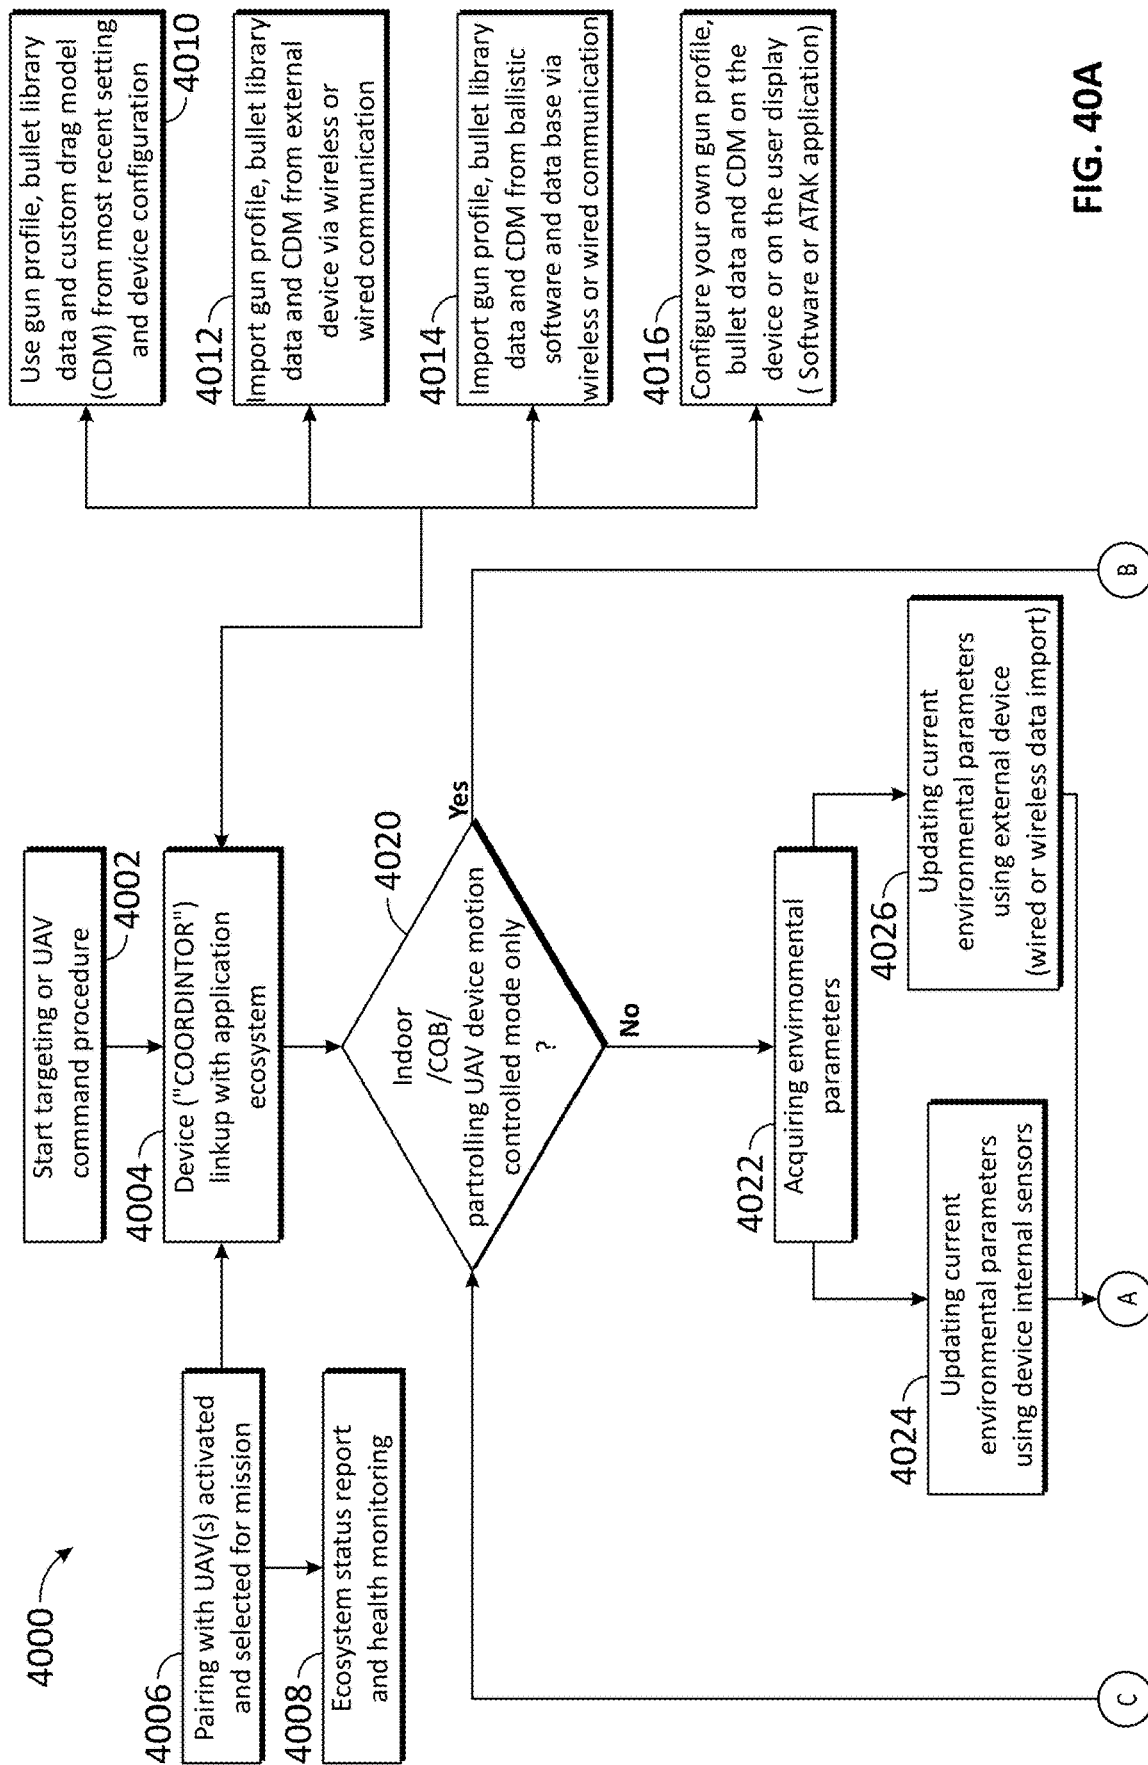 4000
Start targeting or UAV
command procedure
4002
4004
Device ("COORDINTOR")
linkup with application
ecosystem
4006
Pairing with UAV(s) activated
and selected for mission
4008
Ecosystem status report
and health monitoring
Use gun profile, bullet library
data and custom drag model
(CDM) from most recent setting
and device configuration
4010
4012
Import gun profile, bullet library
data and CDM from external
device via wireless or
wired communication
4014
Import gun profile, bullet library
data and CDM from ballistic
software and data base via
wireless or wired communication
4016
Configure your own gun profile,
bullet data and CDM on the
device or on the user display
( Software or ATAK application)
4020
Indoor
/CQB/
partrolling UAV device motion
controlled mode only
?
Yes
No
4022
Acquiring envirnomental
parameters
4024
Updating current
environmental parameters
using device internal sensors
4026
Updating current
environmental parameters
using external device
(wired or wireless data import)
C
A
B
FIG. 40A